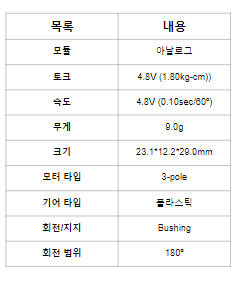 목록 내용
모듈 아날로그
토크 4.8V (1.80kg-cm))
속도 4.8V (0.10sec/60º)
무게 9.0g
크기 23.1*12.2*29.0mm
모터 타입 3-pole
기어 타입 플라스틱
회전/지지 Bushing
회전 범위 180º